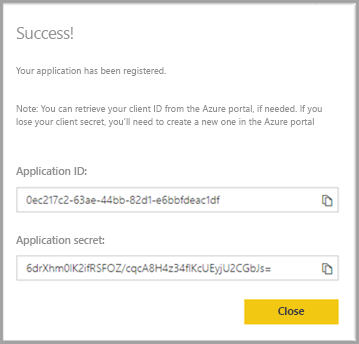 Success!
Your application has been registered.
Note: You can retrieve your client ID from the Azure portal, if needed. If you
lose your client secret, you'll need to create a new one in the Azure portal
Application ID:
0ec217c2-63ae-44bb-82d1-e6bbfdeac1df
Application secret:
6drXhm0lK2ifRSFOZ/cqcA8H4z34flKcUEyjU2CGbJs=
Close